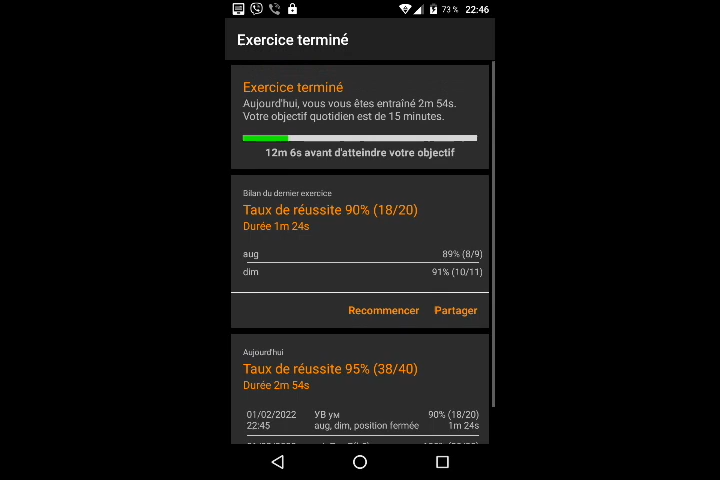 73 % 22:46
Exercice terminé
Exercice terminé
Aujourd'hui, vous vous êtes entraîné 2m 54s.
Votre objectif quotidien est de 15 minutes.
12m 6s avant d'atteindre votre objectif
Bilan du dernier exercice
Taux de réussite 90% (18/20)
Durée 1m 24s
aug 89% (8/9)
dim 91% (10/11)
Recommencer Partager
Aujourd'hui
Taux de réussite 95% (38/40)
Durée 2m 54s
01/02/2022 УВ ум 90% (18/20)
22:45 aug, dim, position fermée 1m 24s